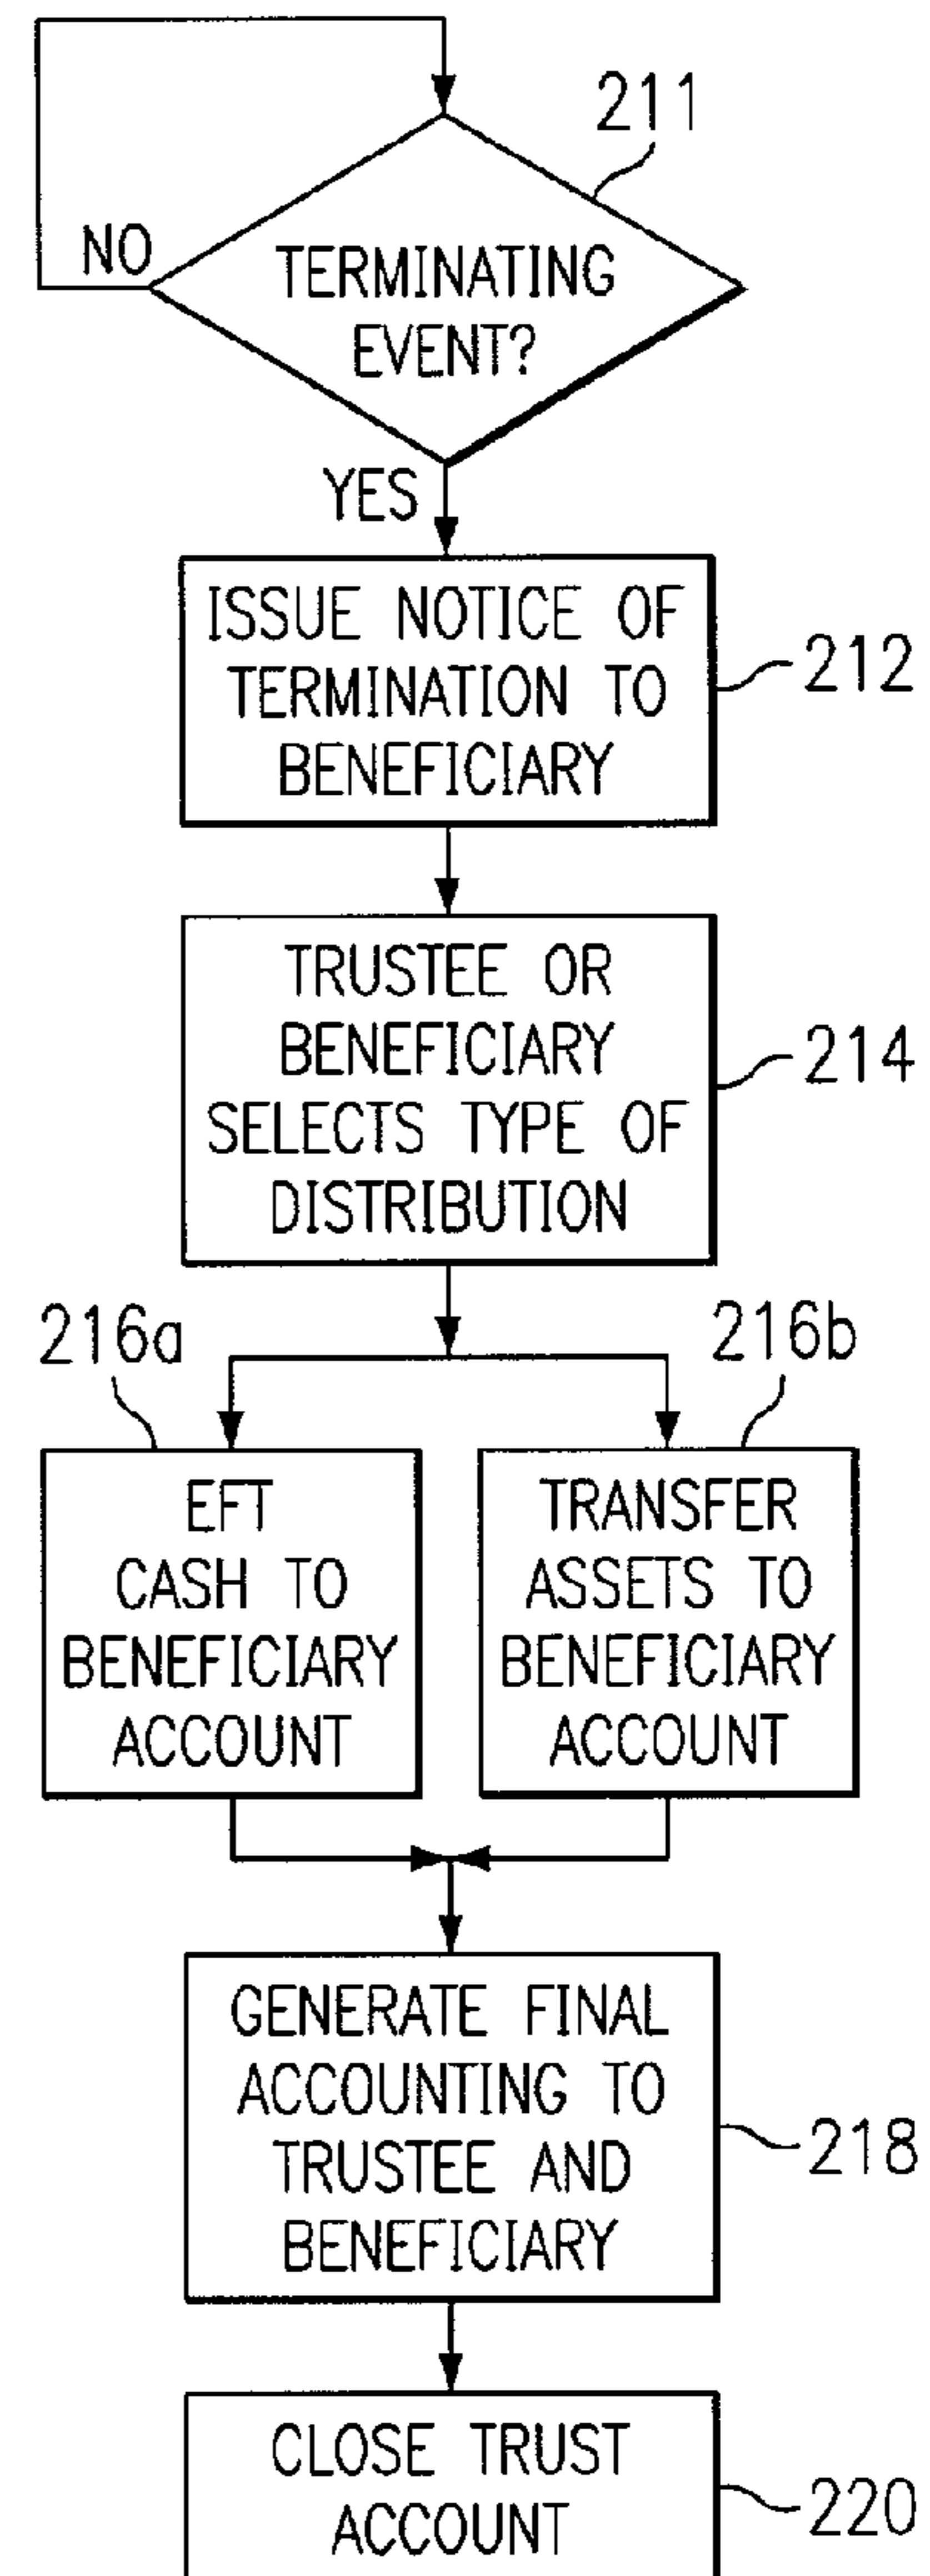 211
NO
TERMINATING
EVENT?
YES
ISSUE NOTICE OF
TERMINATION TO
BENEFICIARY
212
TRUSTEE OR
BENEFICIARY
SELECTS TYPE OF
DISTRIBUTION
214
216a
216b
EFT
CASH TO
BENEFICIARY
ACCOUNT
TRANSFER
ASSETS TO
BENEFICIARY
ACCOUNT
GENERATE FINAL
ACCOUNTING TO
TRUSTEE AND
BENEFICIARY
218
CLOSE TRUST
ACCOUNT
220